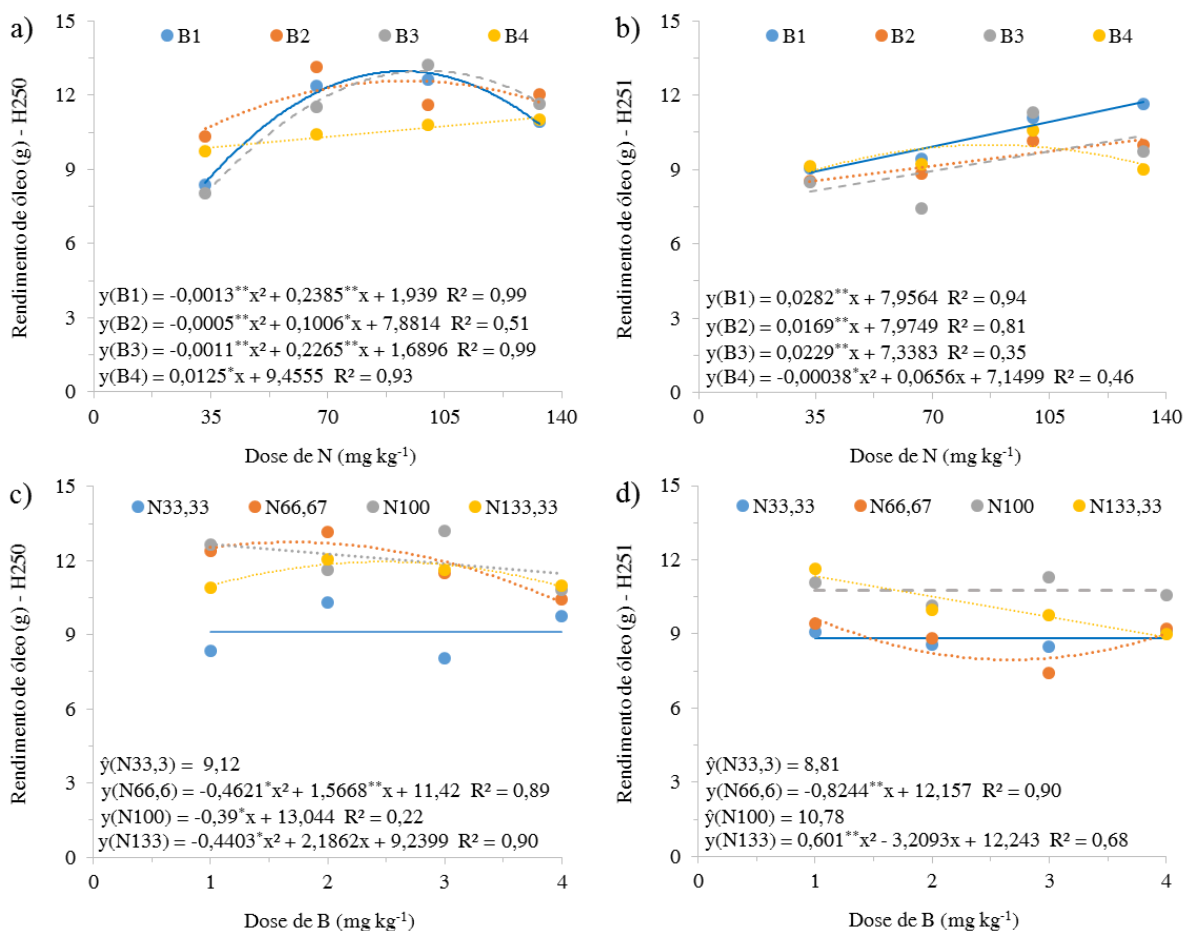 a)
Rendimento de óleo (g) - H250
15
12
9
6
3
0
B1 B2 B3 B4
y(B1) = -0,0013**x² + 0,2385**x + 1,939 R² = 0,99
y(B2) = -0,0005**x² + 0,1006*x + 7,8814 R² = 0,51
y(B3) = -0,0011**x² + 0,2265**x + 1,6896 R² = 0,99
y(B4) = 0,0125*x + 9,4555 R² = 0,93
0 35 70 105 140
Dose de N (mg kg⁻¹)
b)
Rendimento de óleo (g) - H251
15
12
9
6
3
0
B1 B2 B3 B4
y(B1) = 0,0282**x + 7,9564 R² = 0,94
y(B2) = 0,0169**x + 7,9749 R² = 0,81
y(B3) = 0,0229**x + 7,3383 R² = 0,35
y(B4) = -0,00038*x² + 0,0656x + 7,1499 R² = 0,46
0 35 70 105 140
Dose de N (mg kg⁻¹)
c)
Rendimento de óleo (g) - H250
15
12
9
6
3
0
N33,33 N66,67 N100 N133,33
ŷ(N33,3) = 9,12
y(N66,6) = -0,4621*x² + 1,5668**x + 11,42 R² = 0,89
y(N100) = -0,39*x + 13,044 R² = 0,22
y(N133) = -0,4403*x² + 2,1862x + 9,2399 R² = 0,90
0 1 2 3 4
Dose de B (mg kg⁻¹)
d)
Rendimento de óleo (g) - H251
15
12
9
6
3
0
N33,33 N66,67 N100 N133,33
ŷ(N33,3) = 8,81
y(N66,6) = -0,8244**x + 12,157 R² = 0,90
ŷ(N100) = 10,78
y(N133) = 0,601**x² - 3,2093x + 12,243 R² = 0,68
0 1 2 3 4
Dose de B (mg kg⁻¹)